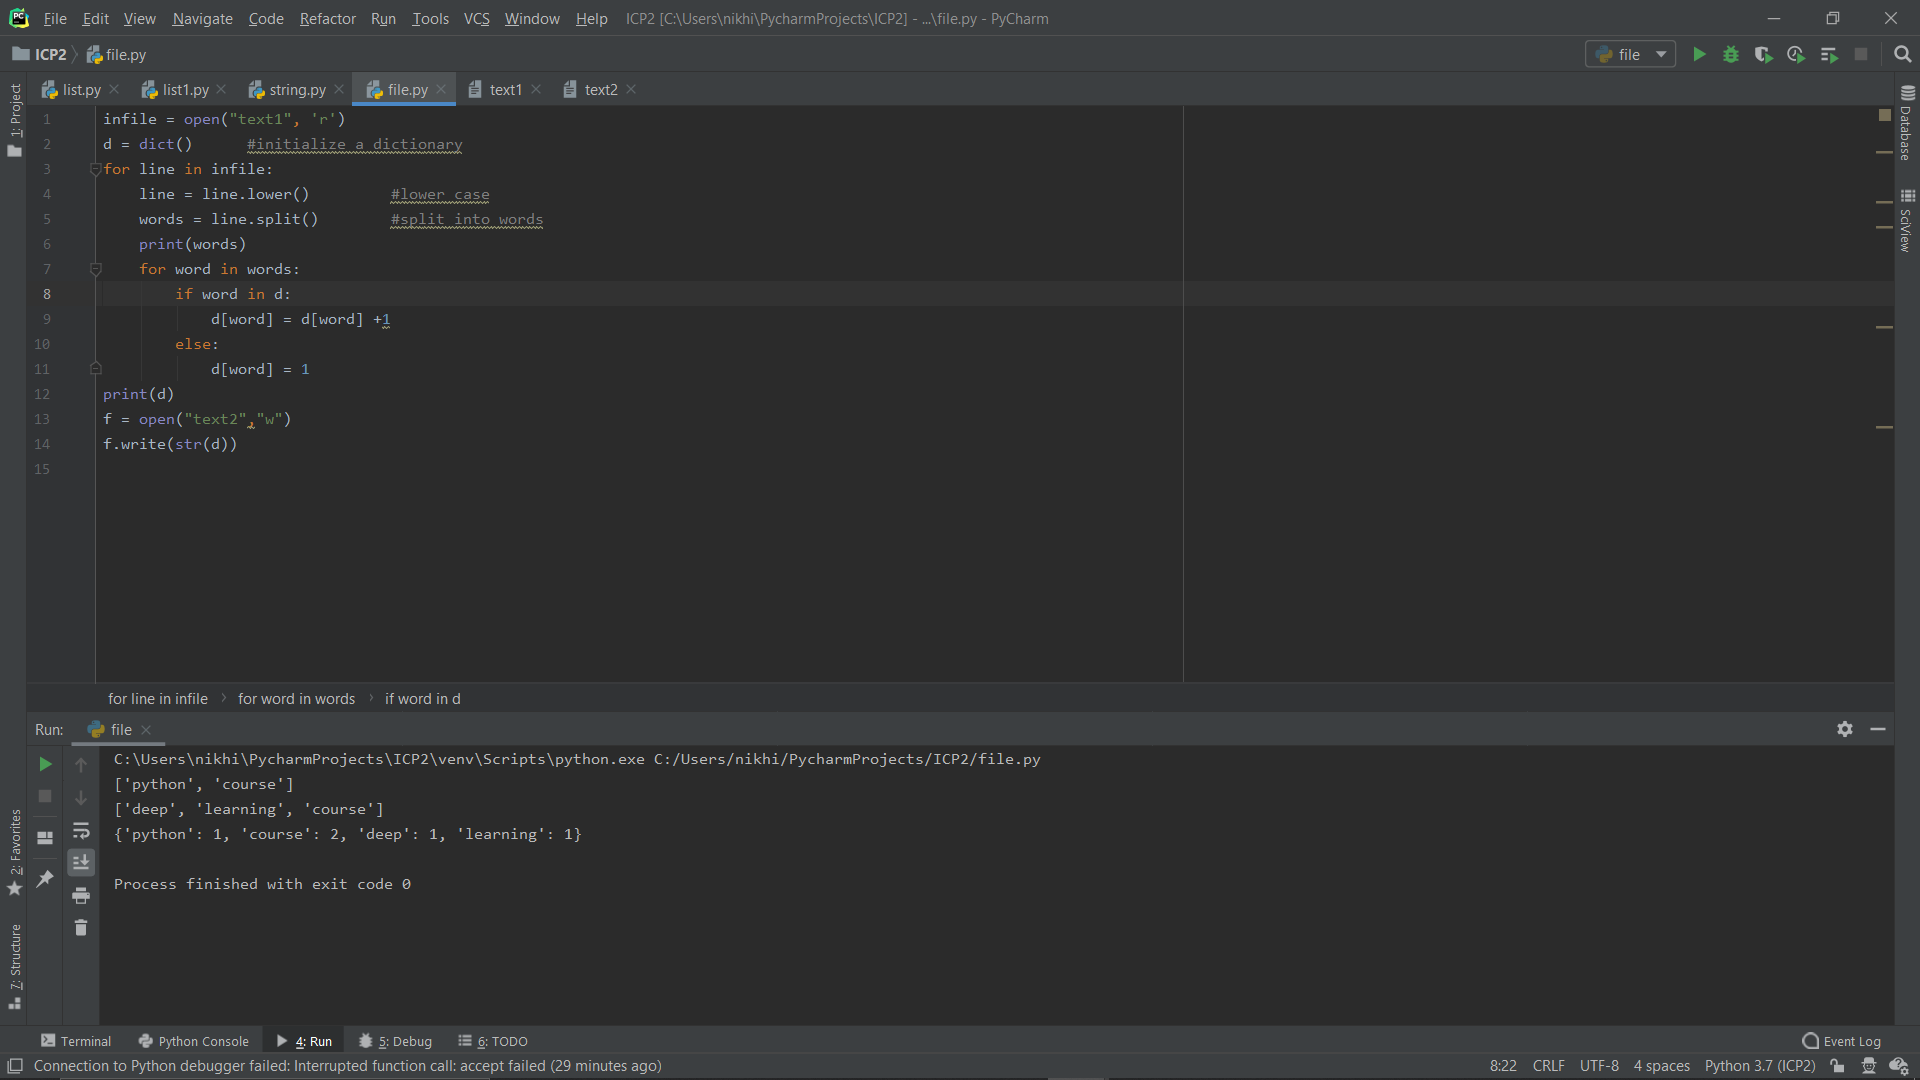 PC File Edit View Navigate Code Refactor Run Tools VCS Window Help ICP2 [C:\Users\nikhi\PycharmProjects\ICP2] - ...\file.py - PyCharm
ICP2 file.py file
list.py list1.py string.py file.py text1 text2
1: Project
Database
SciView
1 infile = open("text1", 'r')
2 d = dict()      #initialize a dictionary
3 for line in infile:
4     line = line.lower()         #lower case
5     words = line.split()        #split into words
6     print(words)
7     for word in words:
8         if word in d:
9             d[word] = d[word] +1
10         else:
11             d[word] = 1
12 print(d)
13 f = open("text2","w")
14 f.write(str(d))
15
for line in infile for word in words if word in d
Run: file
C:\Users\nikhi\PycharmProjects\ICP2\venv\Scripts\python.exe C:/Users/nikhi/PycharmProjects/ICP2/file.py
['python', 'course']
['deep', 'learning', 'course']
{'python': 1, 'course': 2, 'deep': 1, 'learning': 1}
Process finished with exit code 0
2: Favorites
7: Structure
Terminal Python Console 4: Run 5: Debug 6: TODO Event Log
Connection to Python debugger failed: Interrupted function call: accept failed (29 minutes ago) 8:22 CRLF UTF-8 4 spaces Python 3.7 (ICP2)